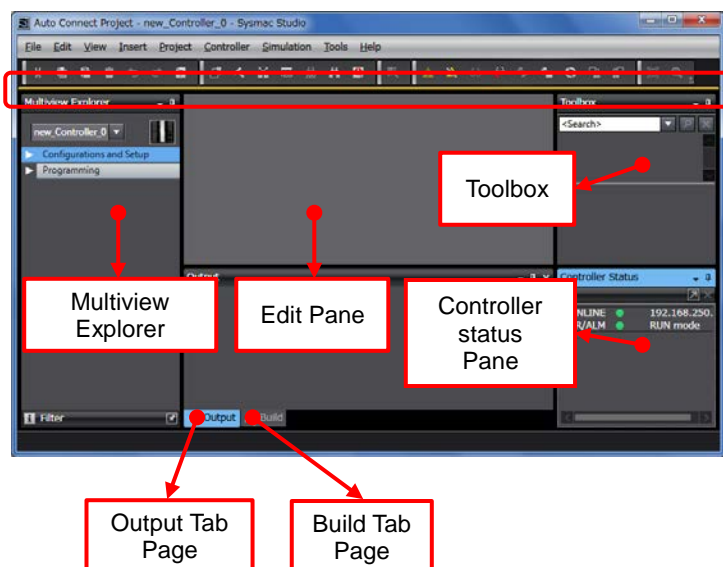 Auto Connect Project - new_Controller_0 - Sysmac Studio
File Edit View Insert Project Controller Simulation Tools Help
Multiview Explorer
Toolbox
new_Controller_0
<Search>
Configurations and Setup
Programming
Toolbox
Output
Controller Status
Multiview
Explorer
Edit Pane
Controller
status
Pane
NLINE 192.168.250.
R/ALM RUN mode
Filter
Output
Build
Output Tab
Page
Build Tab
Page